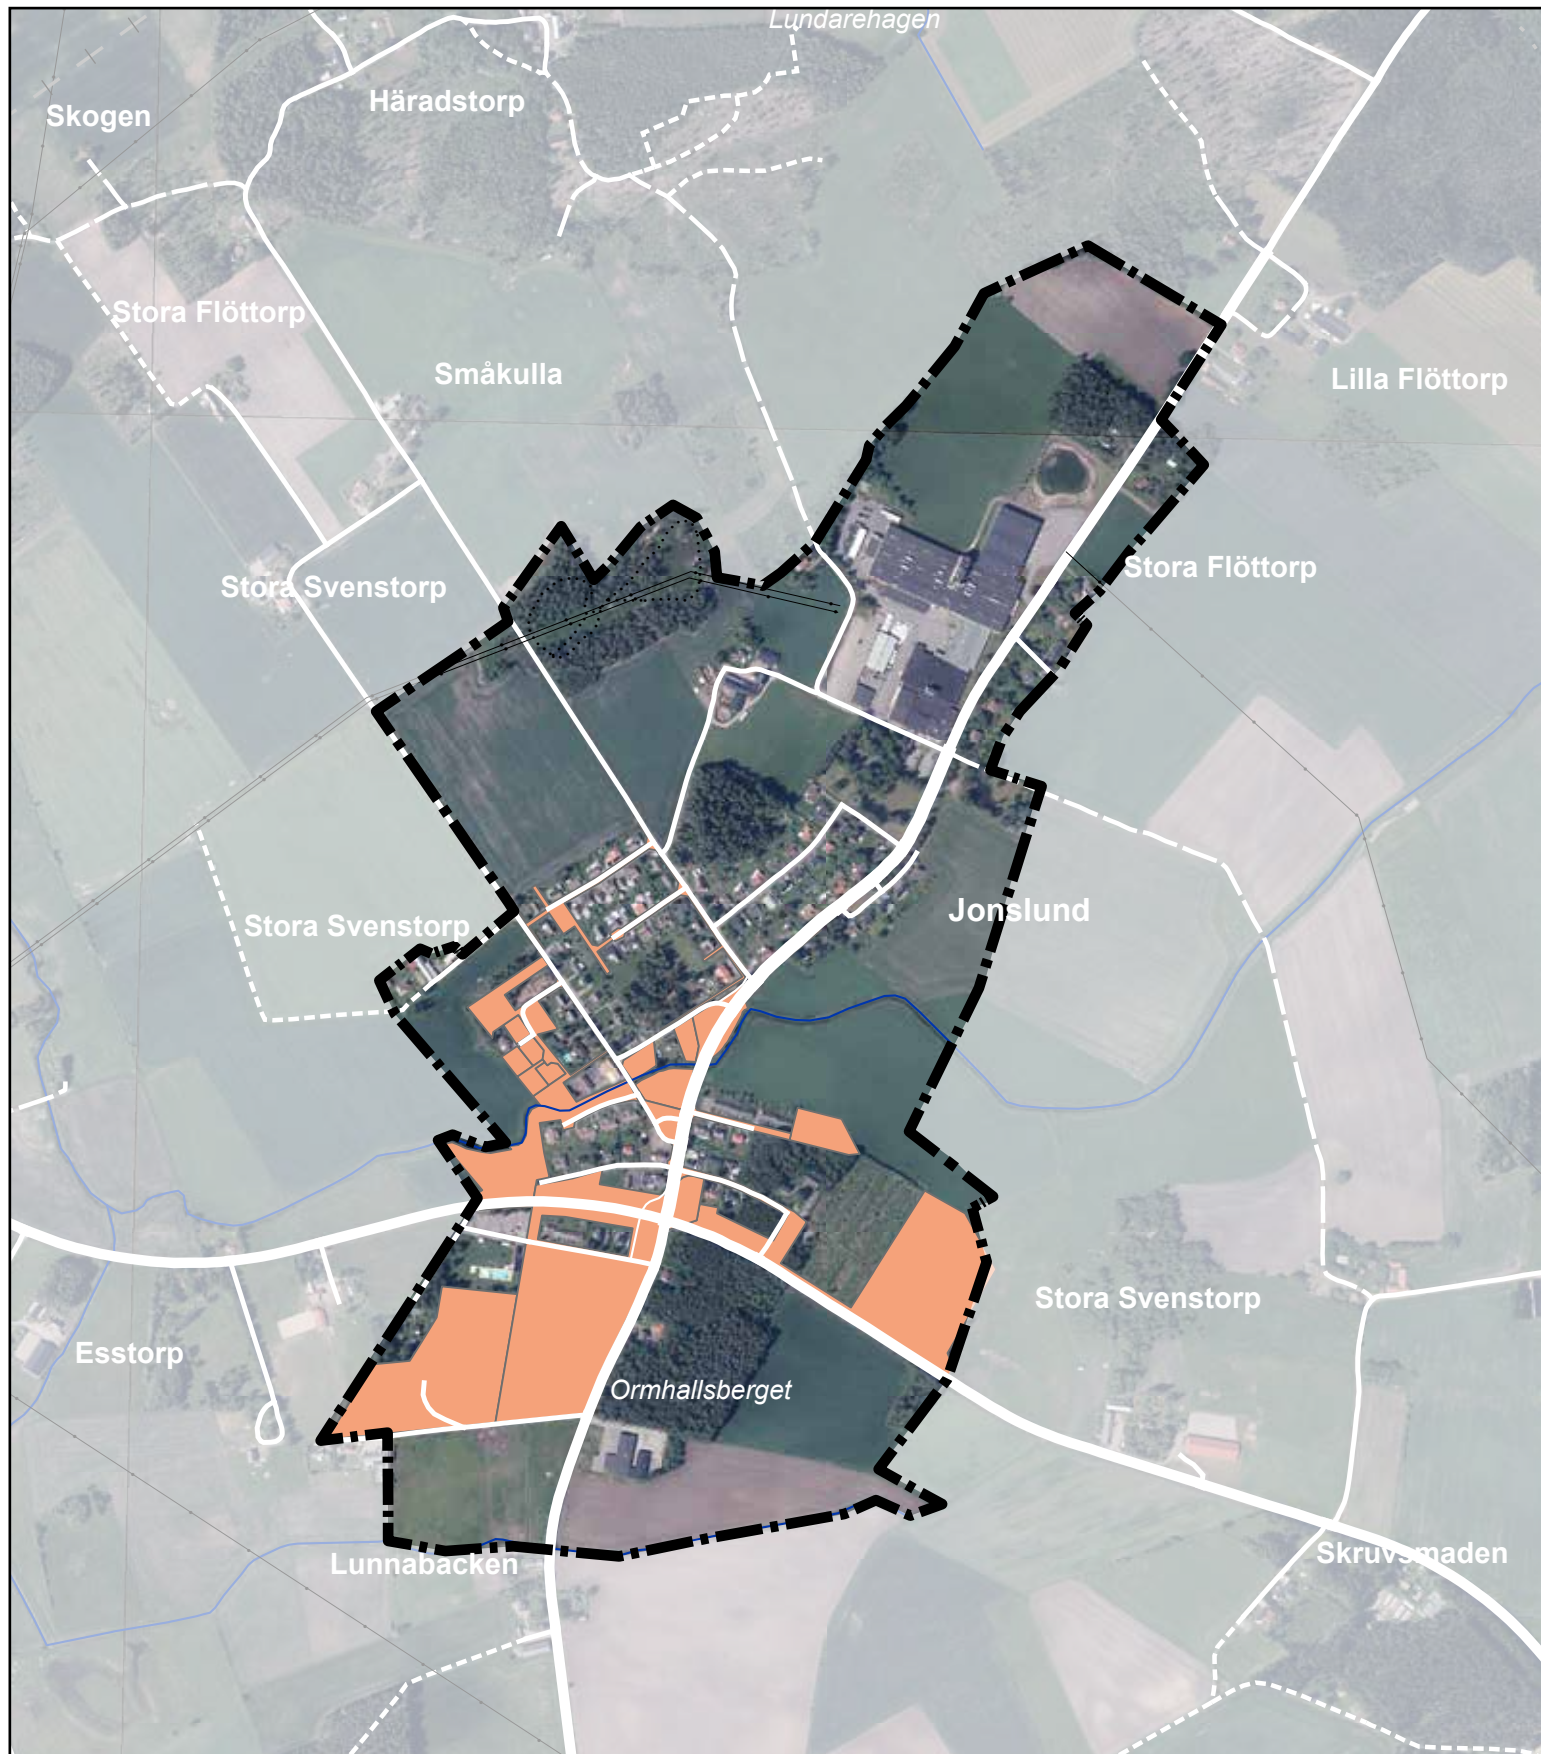 Lundarehagen
Häradstorp
Skogen
Stora Flöttorp
Småkulla
Lilla Flöttorp
Stora Flöttorp
Stora Svenstorp
Jonslund
Stora Svenstorp
Stora Svenstorp
Esstorp
Ormhallsberget
Skruvsmaden
Lunnabacken